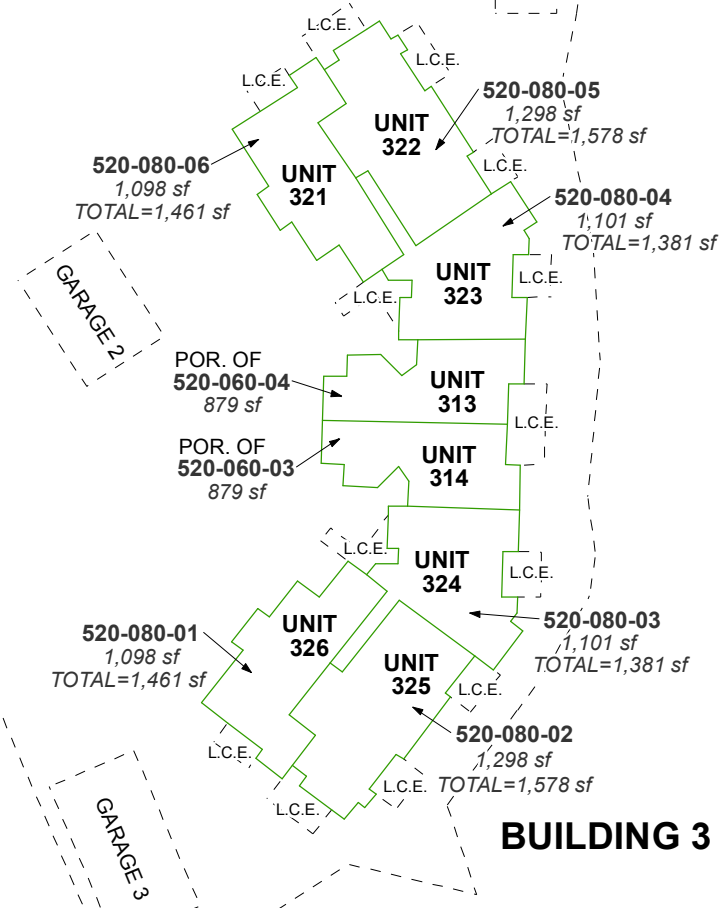 L.C.E.
L.C.E.
L.C.E.
520-080-05
1,298 sf
TOTAL=1,578 sf
UNIT
322
520-080-06
1,098 sf
TOTAL=1,461 sf
UNIT
321
L.C.E.
520-080-04
1,101 sf
TOTAL=1,381 sf
GARAGE 2
UNIT
323
L.C.E.
L.C.E.
POR. OF
520-060-04
879 sf
UNIT
313
L.C.E.
POR. OF
520-060-03
879 sf
UNIT
314
L.C.E.
UNIT
324
L.C.E.
520-080-01
1,098 sf
TOTAL=1,461 sf
UNIT
326
520-080-03
1,101 sf
TOTAL=1,381 sf
UNIT
325
L.C.E.
520-080-02
1,298 sf
TOTAL=1,578 sf
L.C.E.
L.C.E.
L.C.E.
GARAGE 3
BUILDING 3